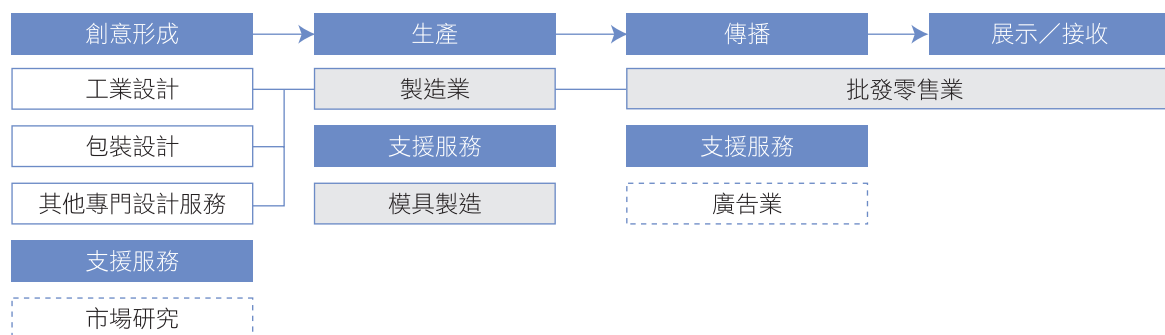 創意形成
生產
傳播
展示／接收
工業設計
製造業
批發零售業
包裝設計
支援服務
支援服務
其他專門設計服務
模具製造
廣告業
支援服務
市場研究